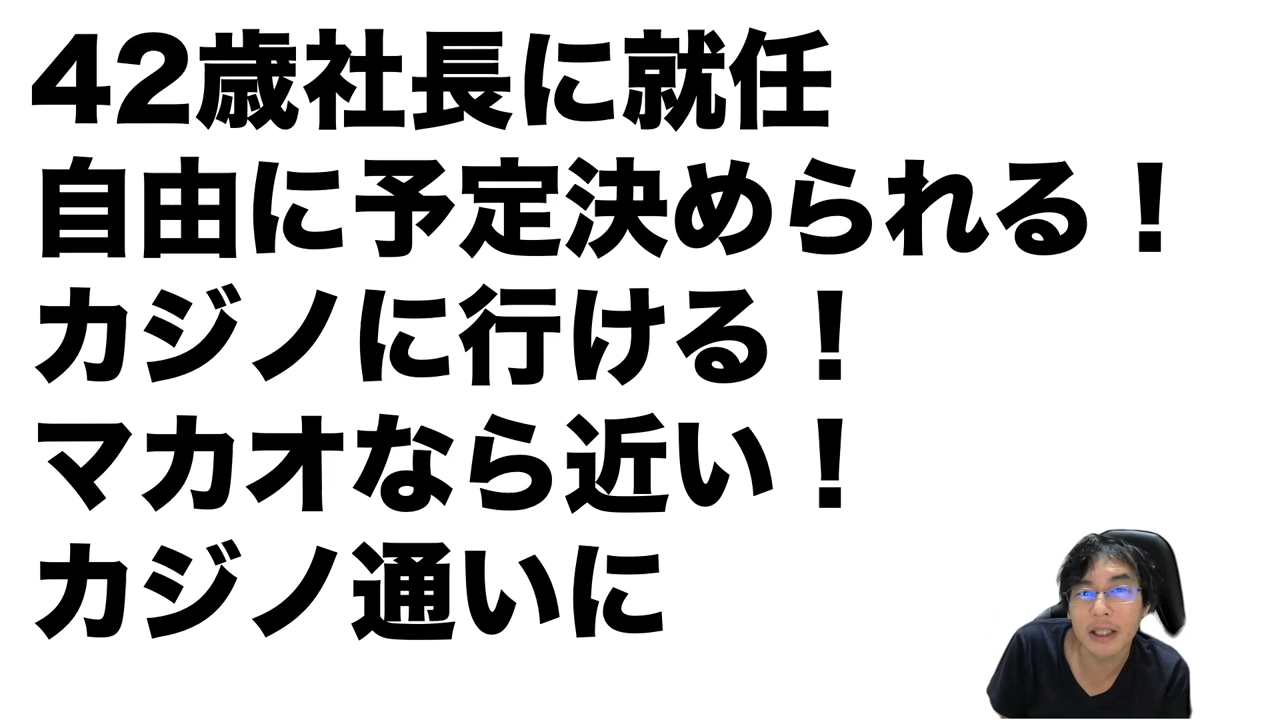 42歳社長に就任
自由に予定決められる！
カジノに行ける！
マカオなら近い！
カジノ通いに